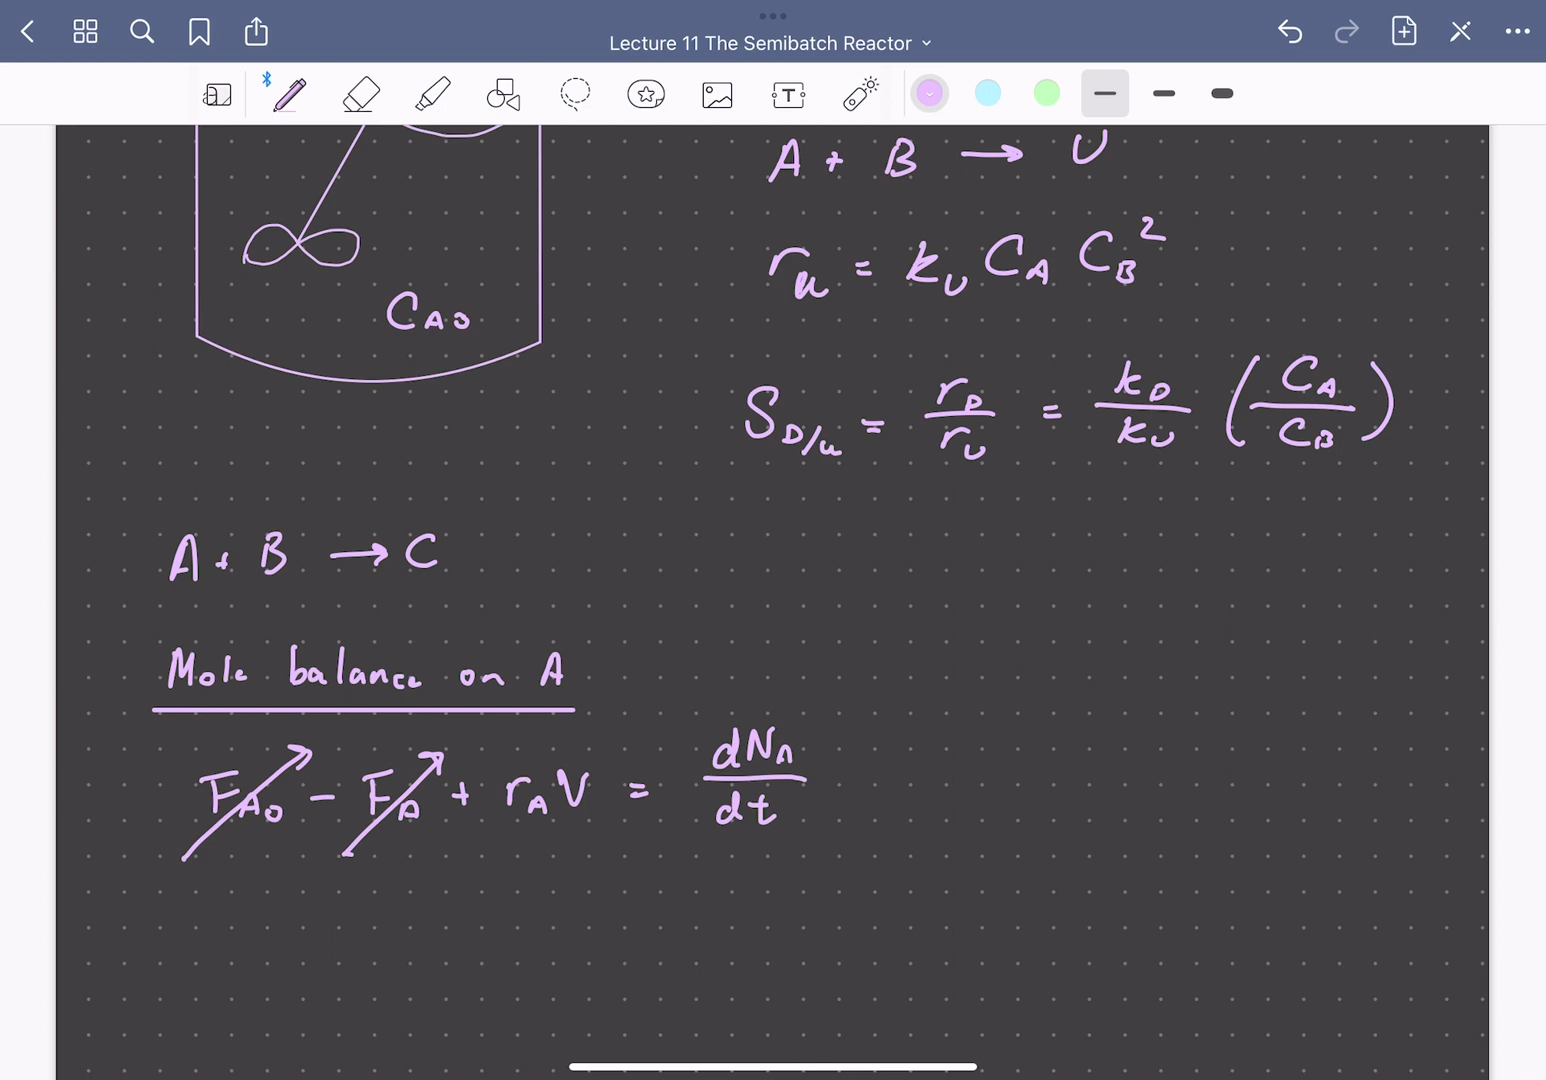 Lecture 11 The Semibatch Reactor
T
A + B → U
r_u = k_U C_A C_B^2
C_A0
S_D/u = r_D/r_U = k_D/k_U (C_A/C_B)
A + B → C
Mole balance on A
F_A0 - F_A + r_A V = dN_A/dt